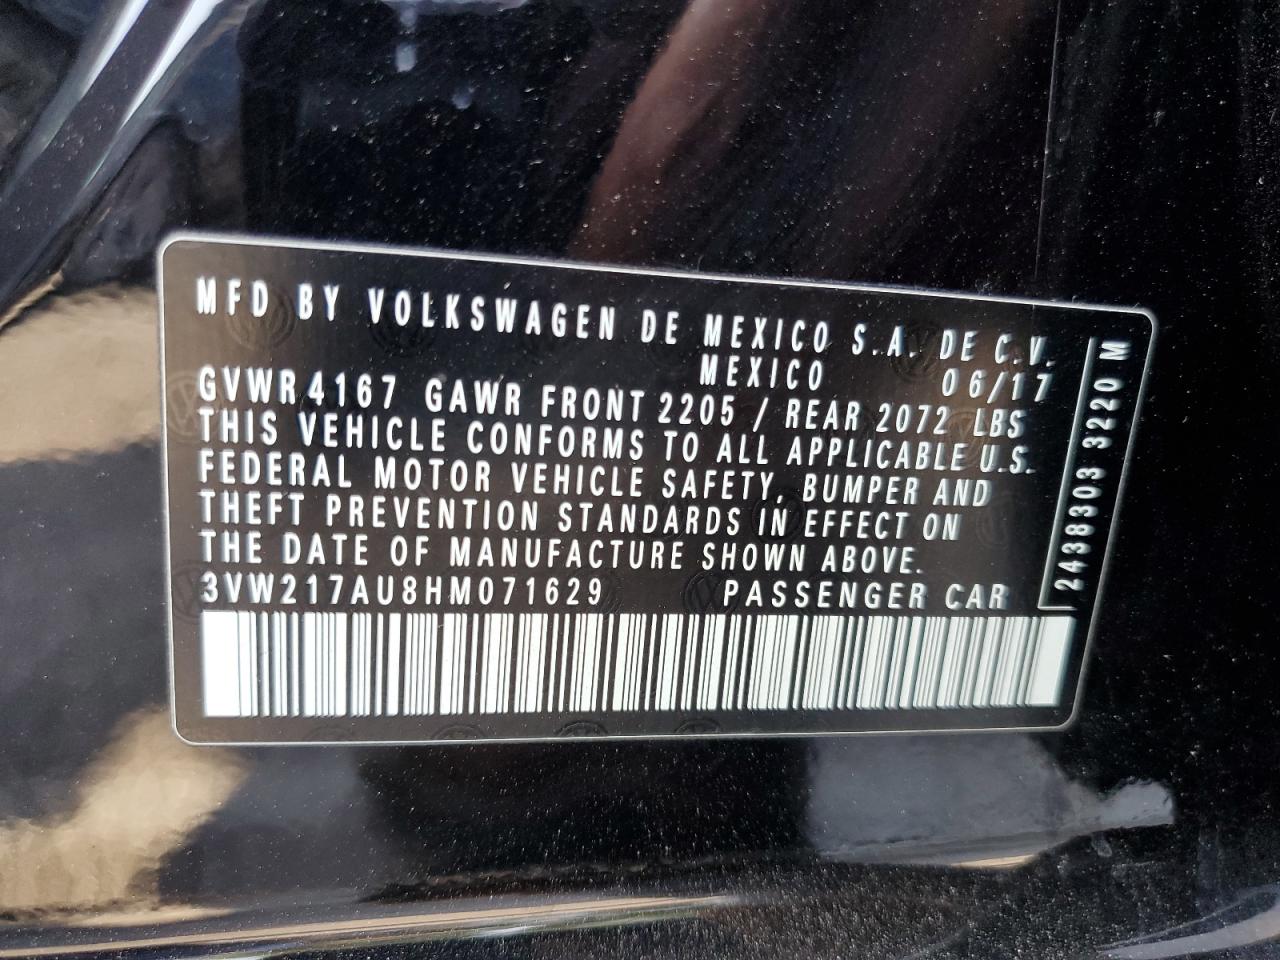 MFD BY VOLKSWAGEN DE MEXICO S.A. DE C.V.
MEXICO 06/17
GVWR 4167 GAWR FRONT 2205 / REAR 2072 LBS
THIS VEHICLE CONFORMS TO ALL APPLICABLE U.S.
FEDERAL MOTOR VEHICLE SAFETY, BUMPER AND
THEFT PREVENTION STANDARDS IN EFFECT ON
THE DATE OF MANUFACTURE SHOWN ABOVE.
3VW217AU8HM071629 PASSENGER CAR
2438303 3220 M